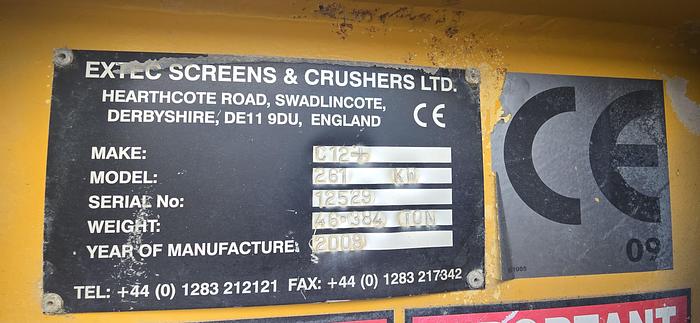 EXTEC SCREENS & CRUSHERS LTD.
HEARTHCOTE ROAD, SWADLINCOTE,
DERBYSHIRE, DE11 9DU, ENGLAND
CE
MAKE: C12+
MODEL: 261 KW
SERIAL No: 12529
WEIGHT: 46-384 TON
YEAR OF MANUFACTURE: 2009
TEL: +44 (0) 1283 212121 FAX: +44 (0) 1283 217342
CE
09